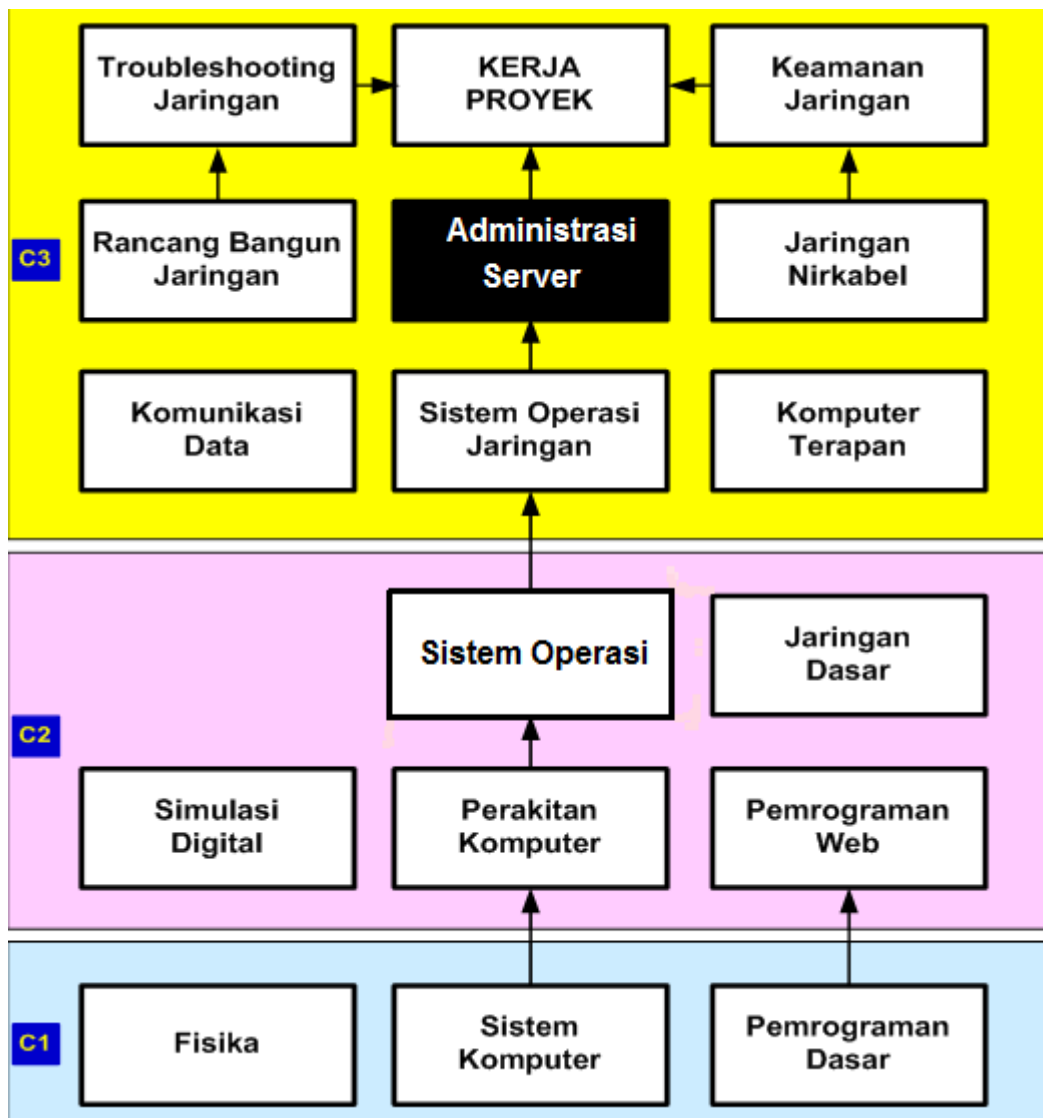 Troubleshooting
Jaringan
KERJA
PROYEK
Keamanan
Jaringan
C3
Rancang Bangun
Jaringan
Administrasi
Server
Jaringan
Nirkabel
Komunikasi
Data
Sistem Operasi
Jaringan
Komputer
Terapan
Sistem Operasi
Jaringan
Dasar
C2
Simulasi
Digital
Perakitan
Komputer
Pemrograman
Web
C1
Fisika
Sistem
Komputer
Pemrograman
Dasar